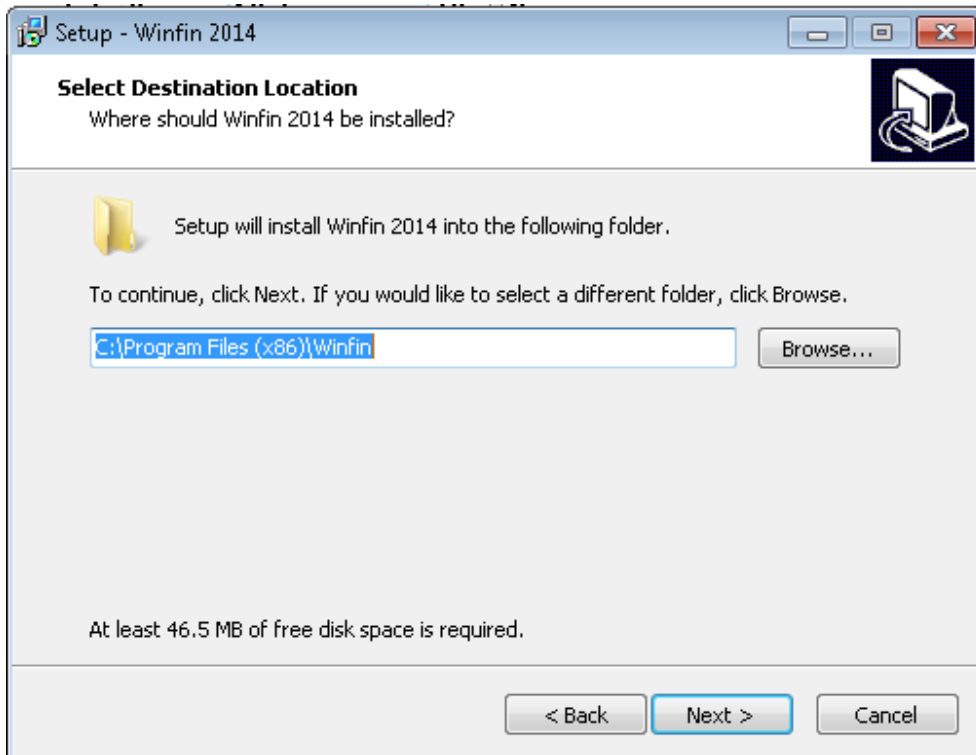 Setup - Winfin 2014
Select Destination Location
Where should Winfin 2014 be installed?
Setup will install Winfin 2014 into the following folder.
To continue, click Next. If you would like to select a different folder, click Browse.
C:\Program Files (x86)\Winfin
Browse...
At least 46.5 MB of free disk space is required.
< Back
Next >
Cancel